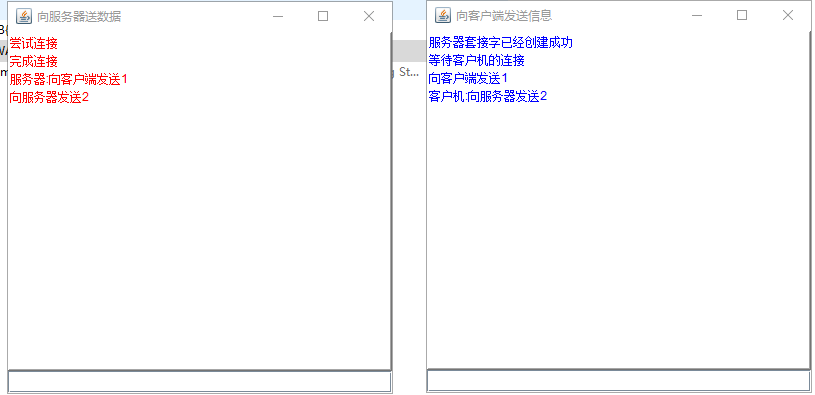 向服务器送数据
尝试连接
完成连接
服务器:向客户端发送1
向服务器发送2
向客户端发送信息
服务器套接字已经创建成功
等待客户机的连接
向客户端发送1
客户机:向服务器发送2
St...